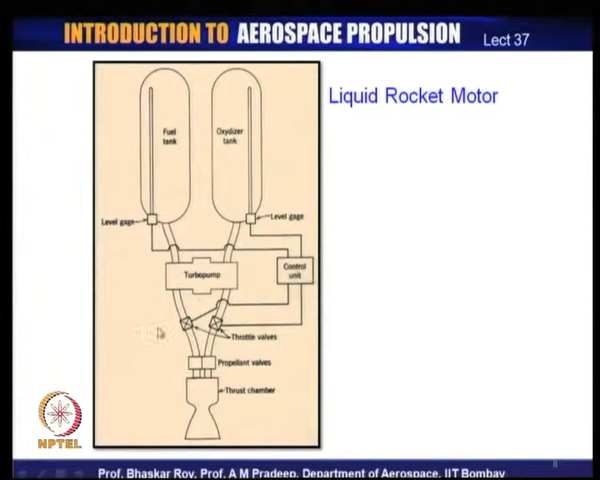 INTRODUCTION TO AEROSPACE PROPULSION
Lect 37
Liquid Rocket Motor
Fuel
tank
Oxydizer
tank
Level gage
Level gage
Turbopump
Control
unit
Throttle valves
Propellant valves
Thrust chamber
NPTEL
8
Prof. Bhaskar Roy, Prof. A M Pradeep, Department of Aerospace, IIT Bombay